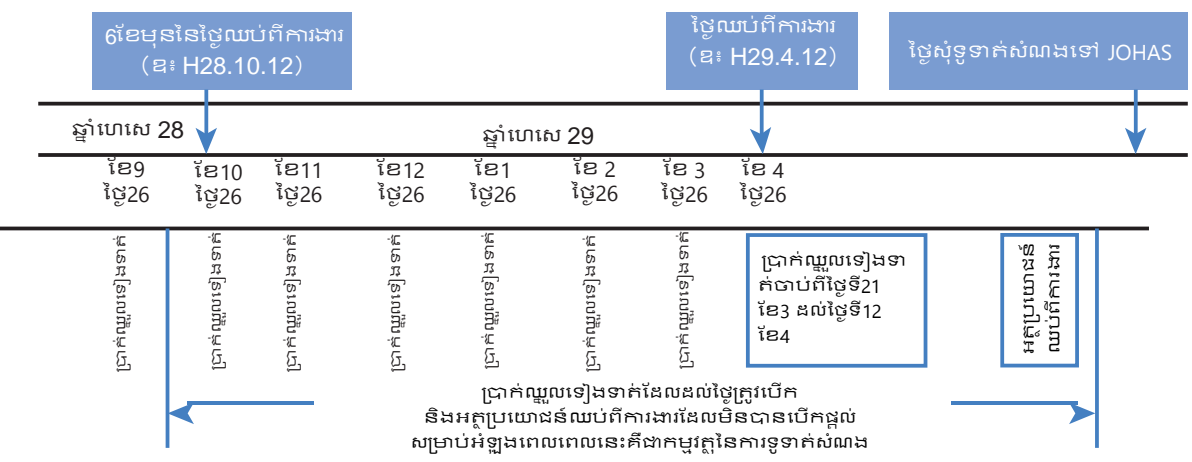 6ខែមុននៃថ្ងៃឈប់ពីការងារ
(ឧ៖ H28.10.12)
ថ្ងៃឈប់ពីការងារ
(ឧ៖ H29.4.12)
ថ្ងៃសុំទូទាត់សំណងទៅ JOHAS
ឆ្នាំហេសេ 28
ឆ្នាំហេសេ 29
ខែ9
ថ្ងៃ26
ខែ10
ថ្ងៃ26
ខែ11
ថ្ងៃ26
ខែ12
ថ្ងៃ26
ខែ1
ថ្ងៃ26
ខែ 2
ថ្ងៃ26
ខែ 3
ថ្ងៃ26
ខែ 4
ថ្ងៃ26
ប្រាក់ឈ្នួលទៀងទាត់
ប្រាក់ឈ្នួលទៀងទាត់
ប្រាក់ឈ្នួលទៀងទាត់
ប្រាក់ឈ្នួលទៀងទាត់
ប្រាក់ឈ្នួលទៀងទាត់
ប្រាក់ឈ្នួលទៀងទាត់
ប្រាក់ឈ្នួលទៀងទាត់
ប្រាក់ឈ្នួលទៀងទា
ត់ចាប់ពីថ្ងៃទី21
ខែ3 ដល់ថ្ងៃទី12
ខែ4
អត្ថប្រយោជន៍
ឈប់ពីការងារ
ប្រាក់ឈ្នួលទៀងទាត់ដែលដល់ថ្ងៃត្រូវបើក
និងអត្ថប្រយោជន៍ឈប់ពីការងារដែលមិនបានបើកផ្តល់
សម្រាប់អំឡុងពេលពេលនេះគឺជាកម្មវត្ថុនៃការទូទាត់សំណង